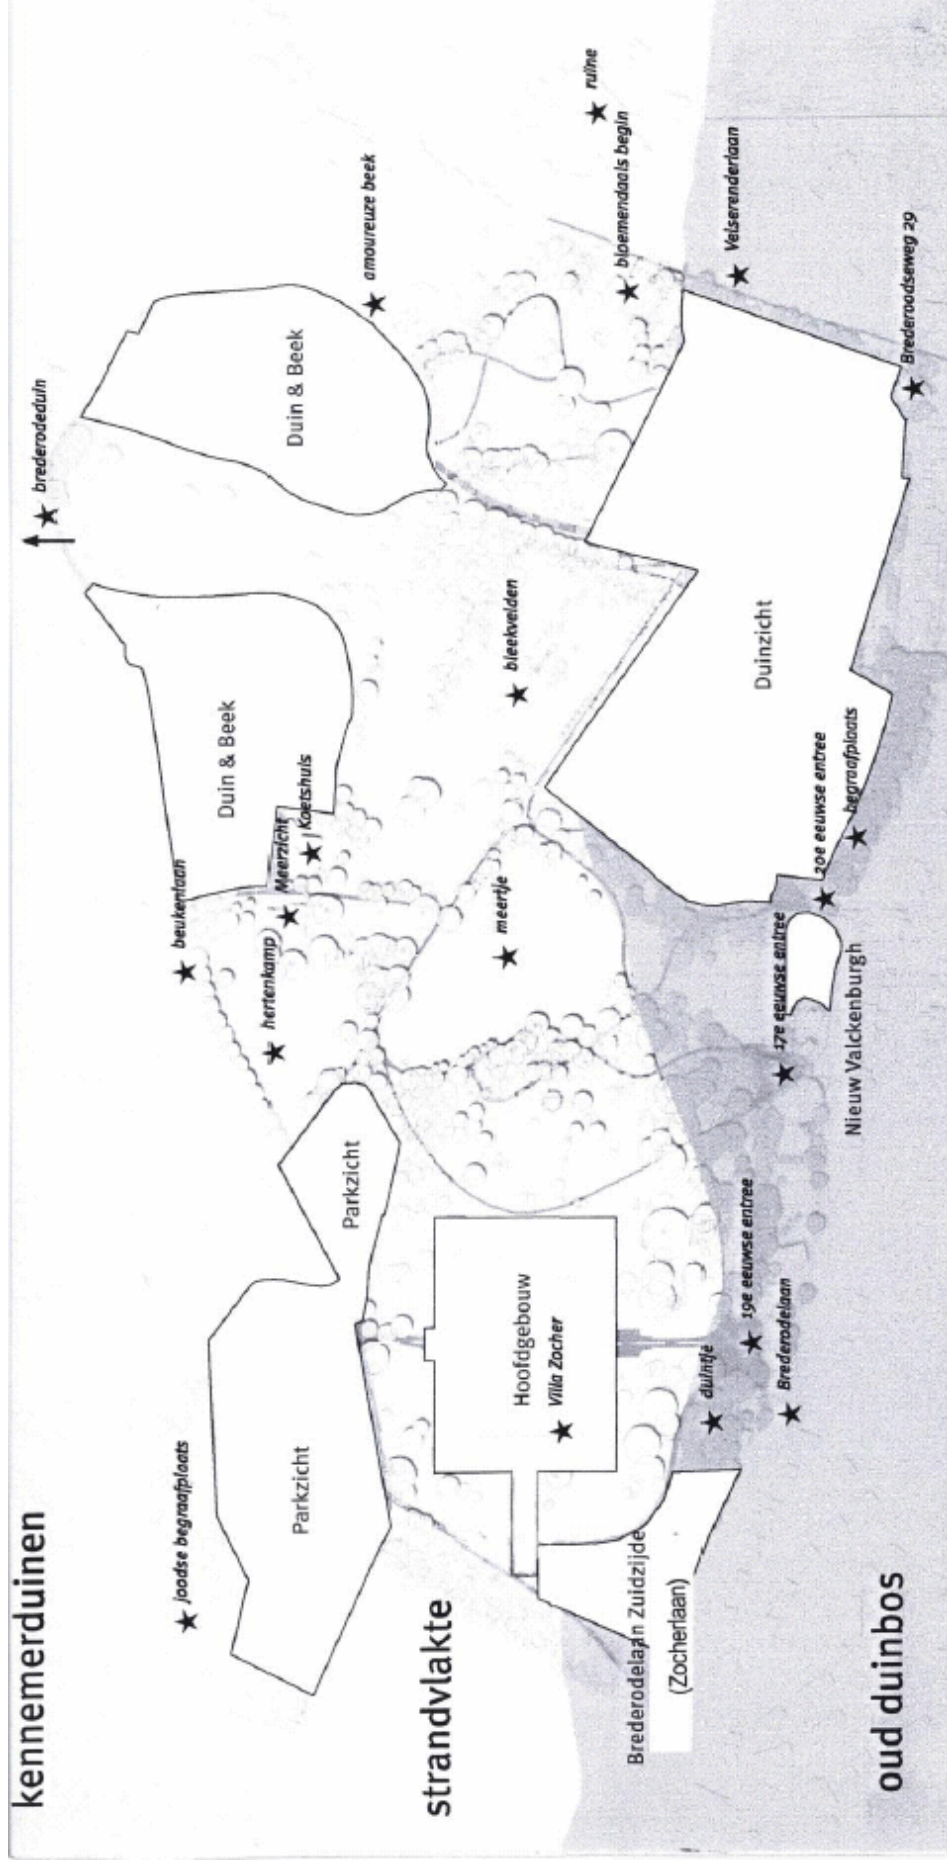 kennemerduinen
strandvlakte
oud duinbos
joodse begraafplaats
Parkzicht
Parkzicht
Hoofdgebouw
Villa Zocher
Brederodelaan Zuidzijde
(Zocherlaan)
duintje
19e eeuwse entree
Brederodelaan
beukenlaan
hertenkamp
Meerzicht
Koetshuis
meertje
17e eeuwse entree
20e eeuwse entree
Nieuw Valckenburgh
begraafplaats
Duin & Beek
bleekvelden
Duinzicht
brederodeduin
Duin & Beek
amoureuze beek
bloemendaals begin
ruïne
Velserenderlaan
Brederoodseweg 29